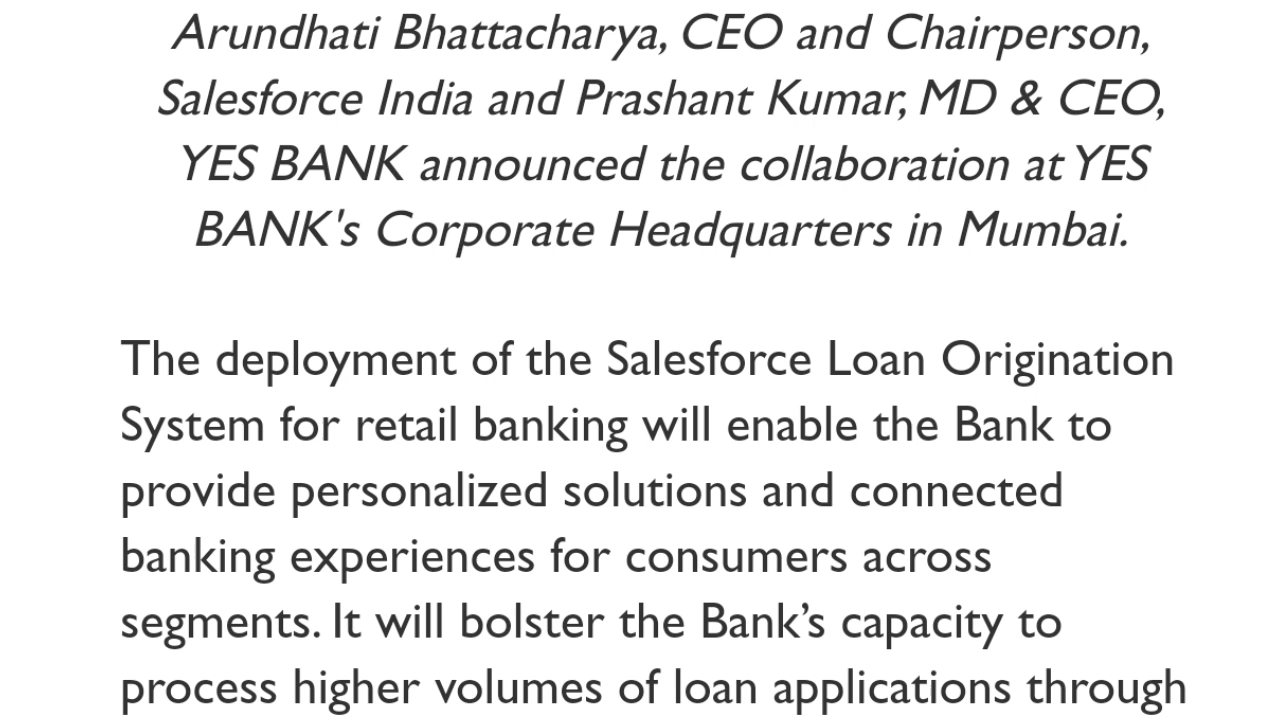 Arundhati Bhattacharya, CEO and Chairperson,
Salesforce India and Prashant Kumar, MD & CEO,
YES BANK announced the collaboration at YES
BANK's Corporate Headquarters in Mumbai.
The deployment of the Salesforce Loan Origination
System for retail banking will enable the Bank to
provide personalized solutions and connected
banking experiences for consumers across
segments. It will bolster the Bank’s capacity to
process higher volumes of loan applications through